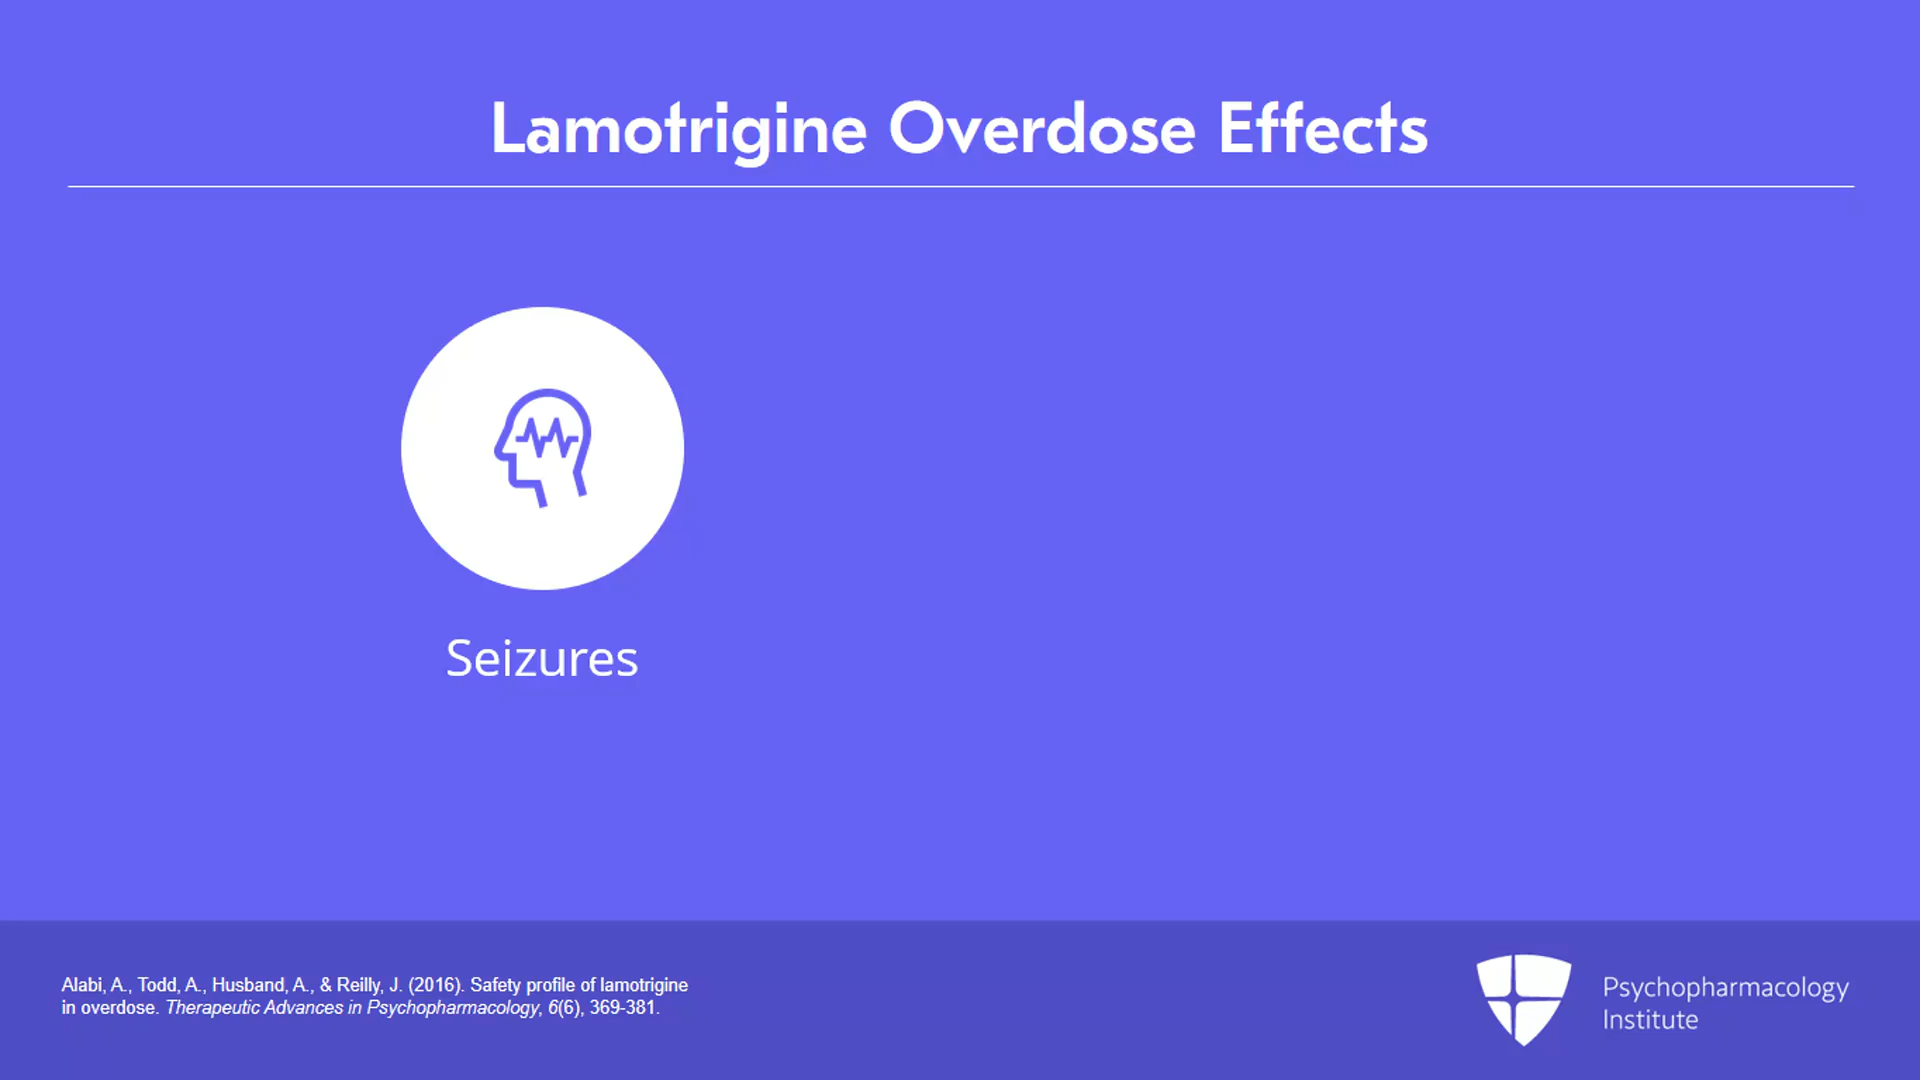 Lamotrigine Overdose Effects
Seizures
Alabi, A., Todd, A., Husband, A., & Reilly, J. (2016). Safety profile of lamotrigine
in overdose. Therapeutic Advances in Psychopharmacology, 6(6), 369-381.
Psychopharmacology
Institute